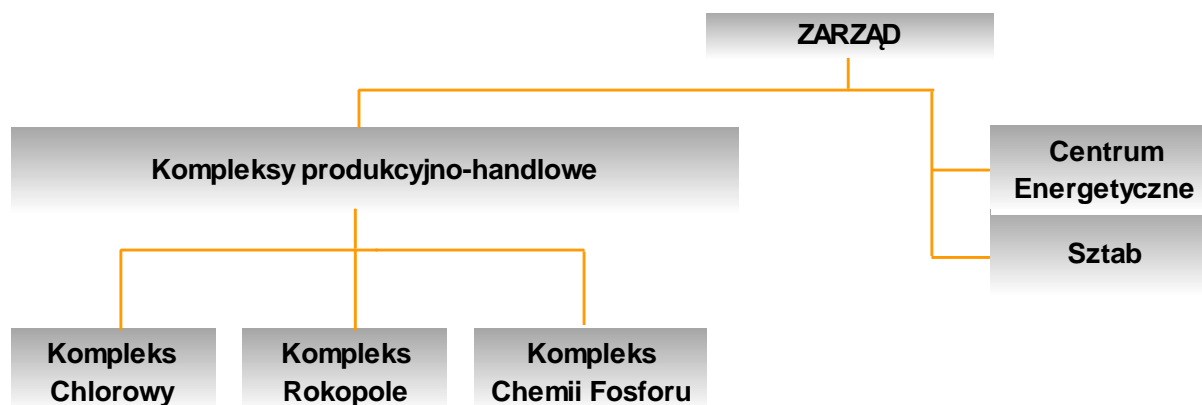 ZARZĄD
Kompleksy produkcyjno-handlowe
Centrum
Energetyczne
Sztab
Kompleks
Chlorowy
Kompleks
Rokopole
Kompleks
Chemii Fosforu